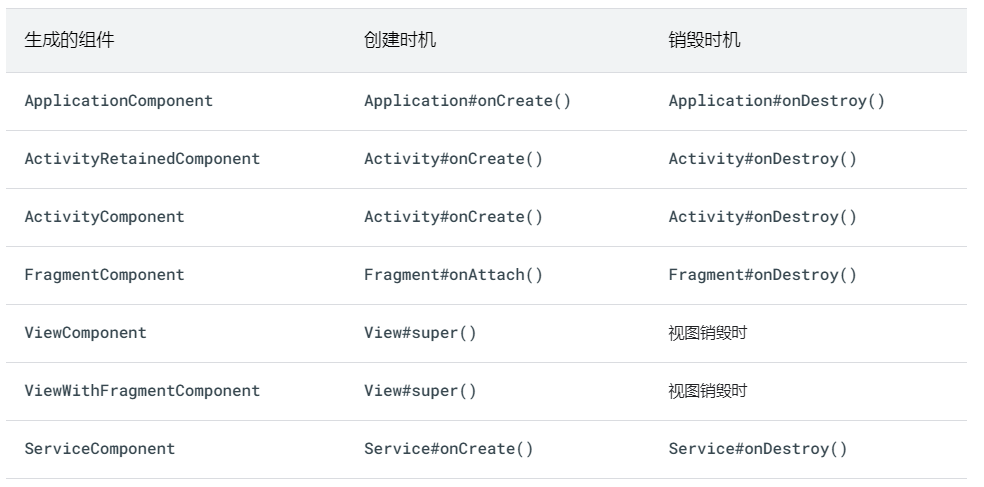 生成的组件 创建时机 销毁时机
ApplicationComponent Application#onCreate() Application#onDestroy()
ActivityRetainedComponent Activity#onCreate() Activity#onDestroy()
ActivityComponent Activity#onCreate() Activity#onDestroy()
FragmentComponent Fragment#onAttach() Fragment#onDestroy()
ViewComponent View#super() 视图销毁时
ViewWithFragmentComponent View#super() 视图销毁时
ServiceComponent Service#onCreate() Service#onDestroy()